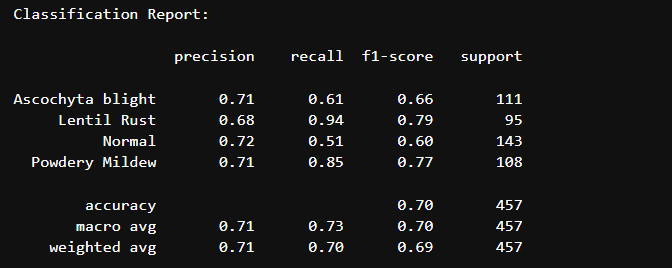 Classification Report:
precision recall f1-score support
Ascochyta blight 0.71 0.61 0.66 111
Lentil Rust 0.68 0.94 0.79 95
Normal 0.72 0.51 0.60 143
Powdery Mildew 0.71 0.85 0.77 108
accuracy 0.70 457
macro avg 0.71 0.73 0.70 457
weighted avg 0.71 0.70 0.69 457